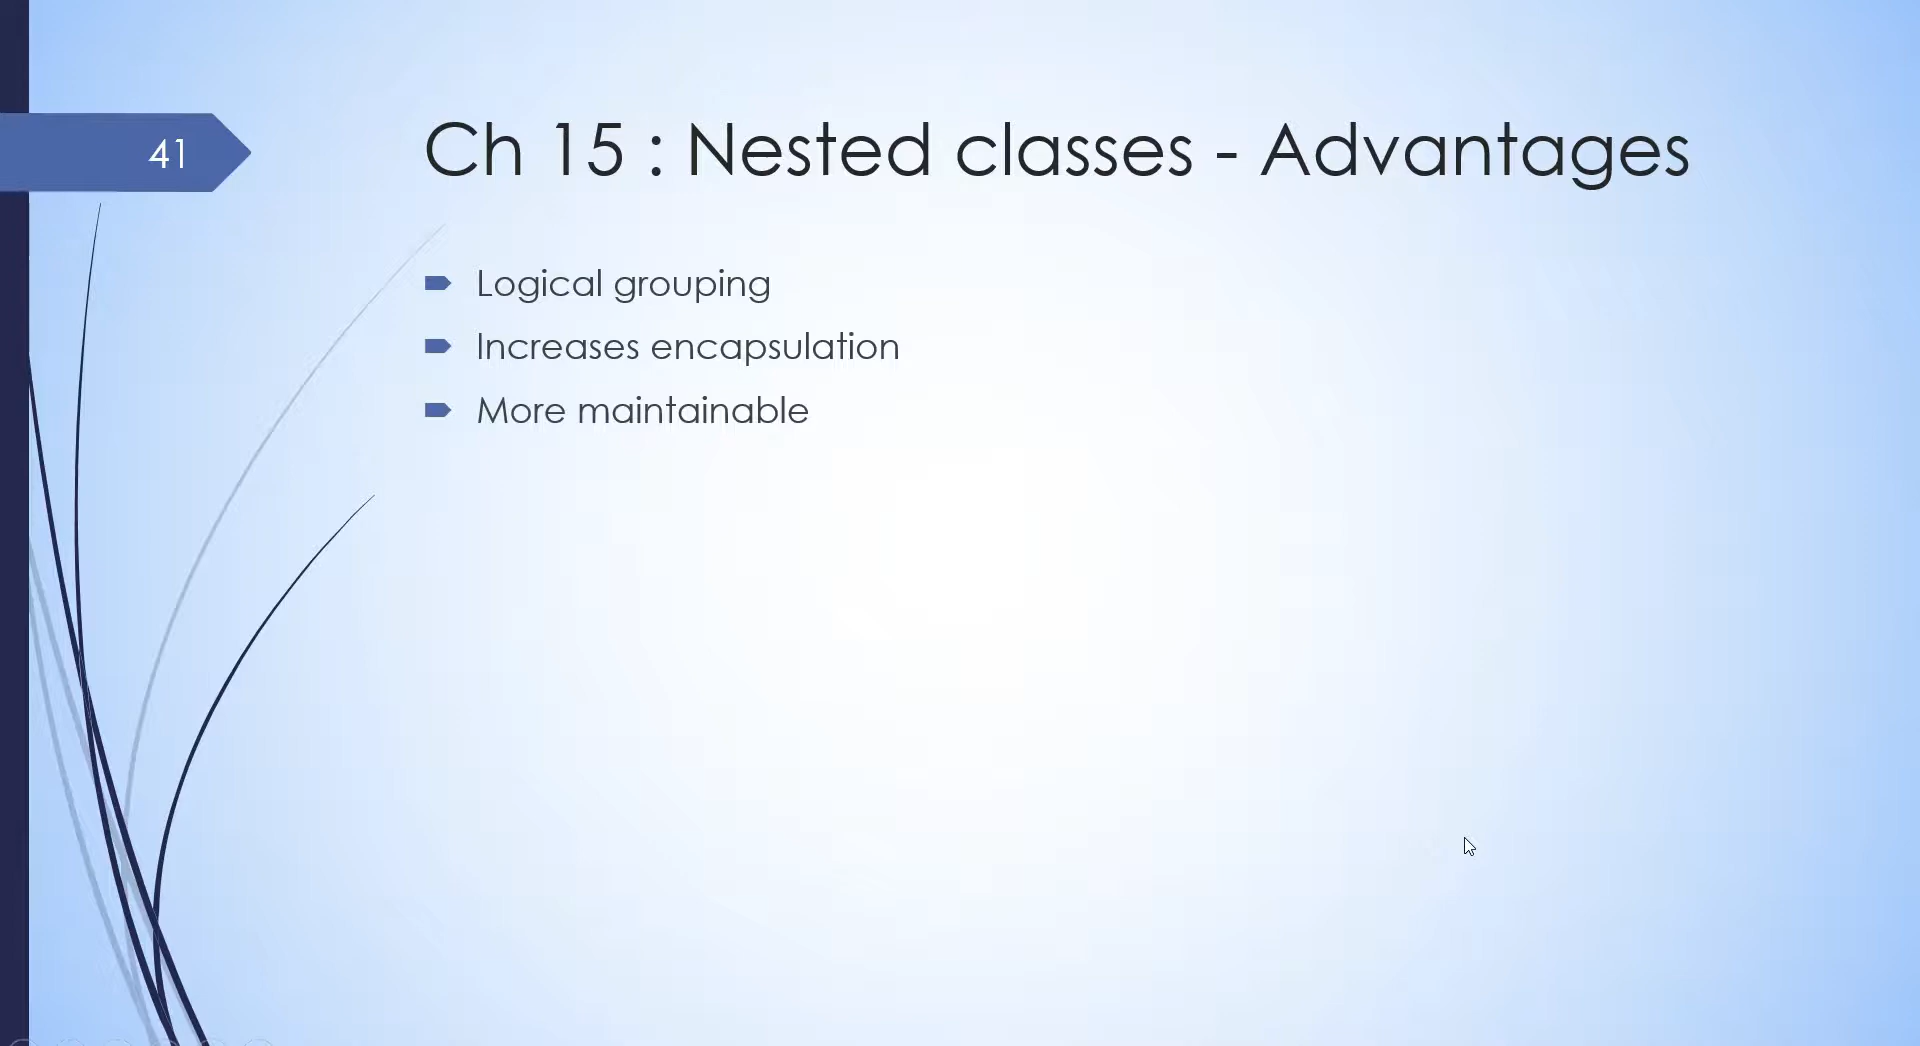 41
Ch 15 : Nested classes - Advantages
Logical grouping
Increases encapsulation
More maintainable